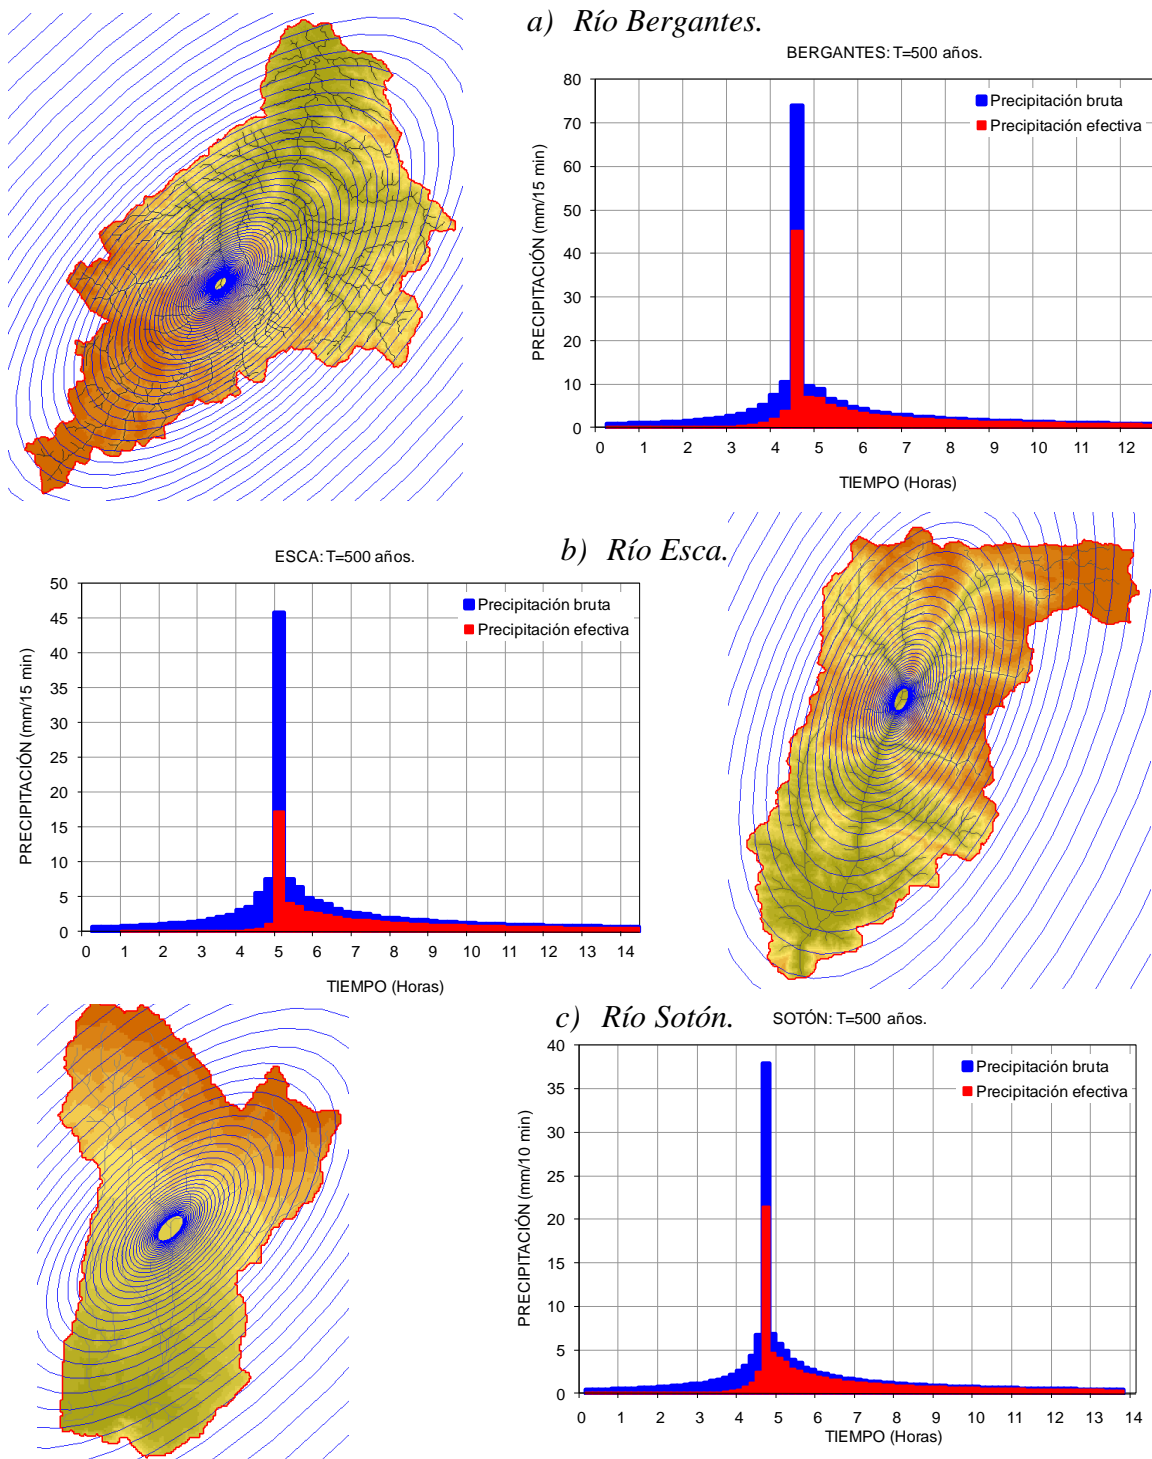 a) Río Bergantes.
BERGANTES: T=500 años.
PRECIPITACIÓN (mm/15 min)
80
70
60
50
40
30
20
10
0
Precipitación bruta
Precipitación efectiva
0 1 2 3 4 5 6 7 8 9 10 11 12
TIEMPO (Horas)
b) Río Esca.
ESCA: T=500 años.
PRECIPITACIÓN (mm/15 min)
50
45
40
35
30
25
20
15
10
5
0
Precipitación bruta
Precipitación efectiva
0 1 2 3 4 5 6 7 8 9 10 11 12 13 14
TIEMPO (Horas)
c) Río Sotón.
SOTÓN: T=500 años.
PRECIPITACIÓN (mm/10 min)
40
35
30
25
20
15
10
5
0
Precipitación bruta
Precipitación efectiva
0 1 2 3 4 5 6 7 8 9 10 11 12 13 14
TIEMPO (Horas)